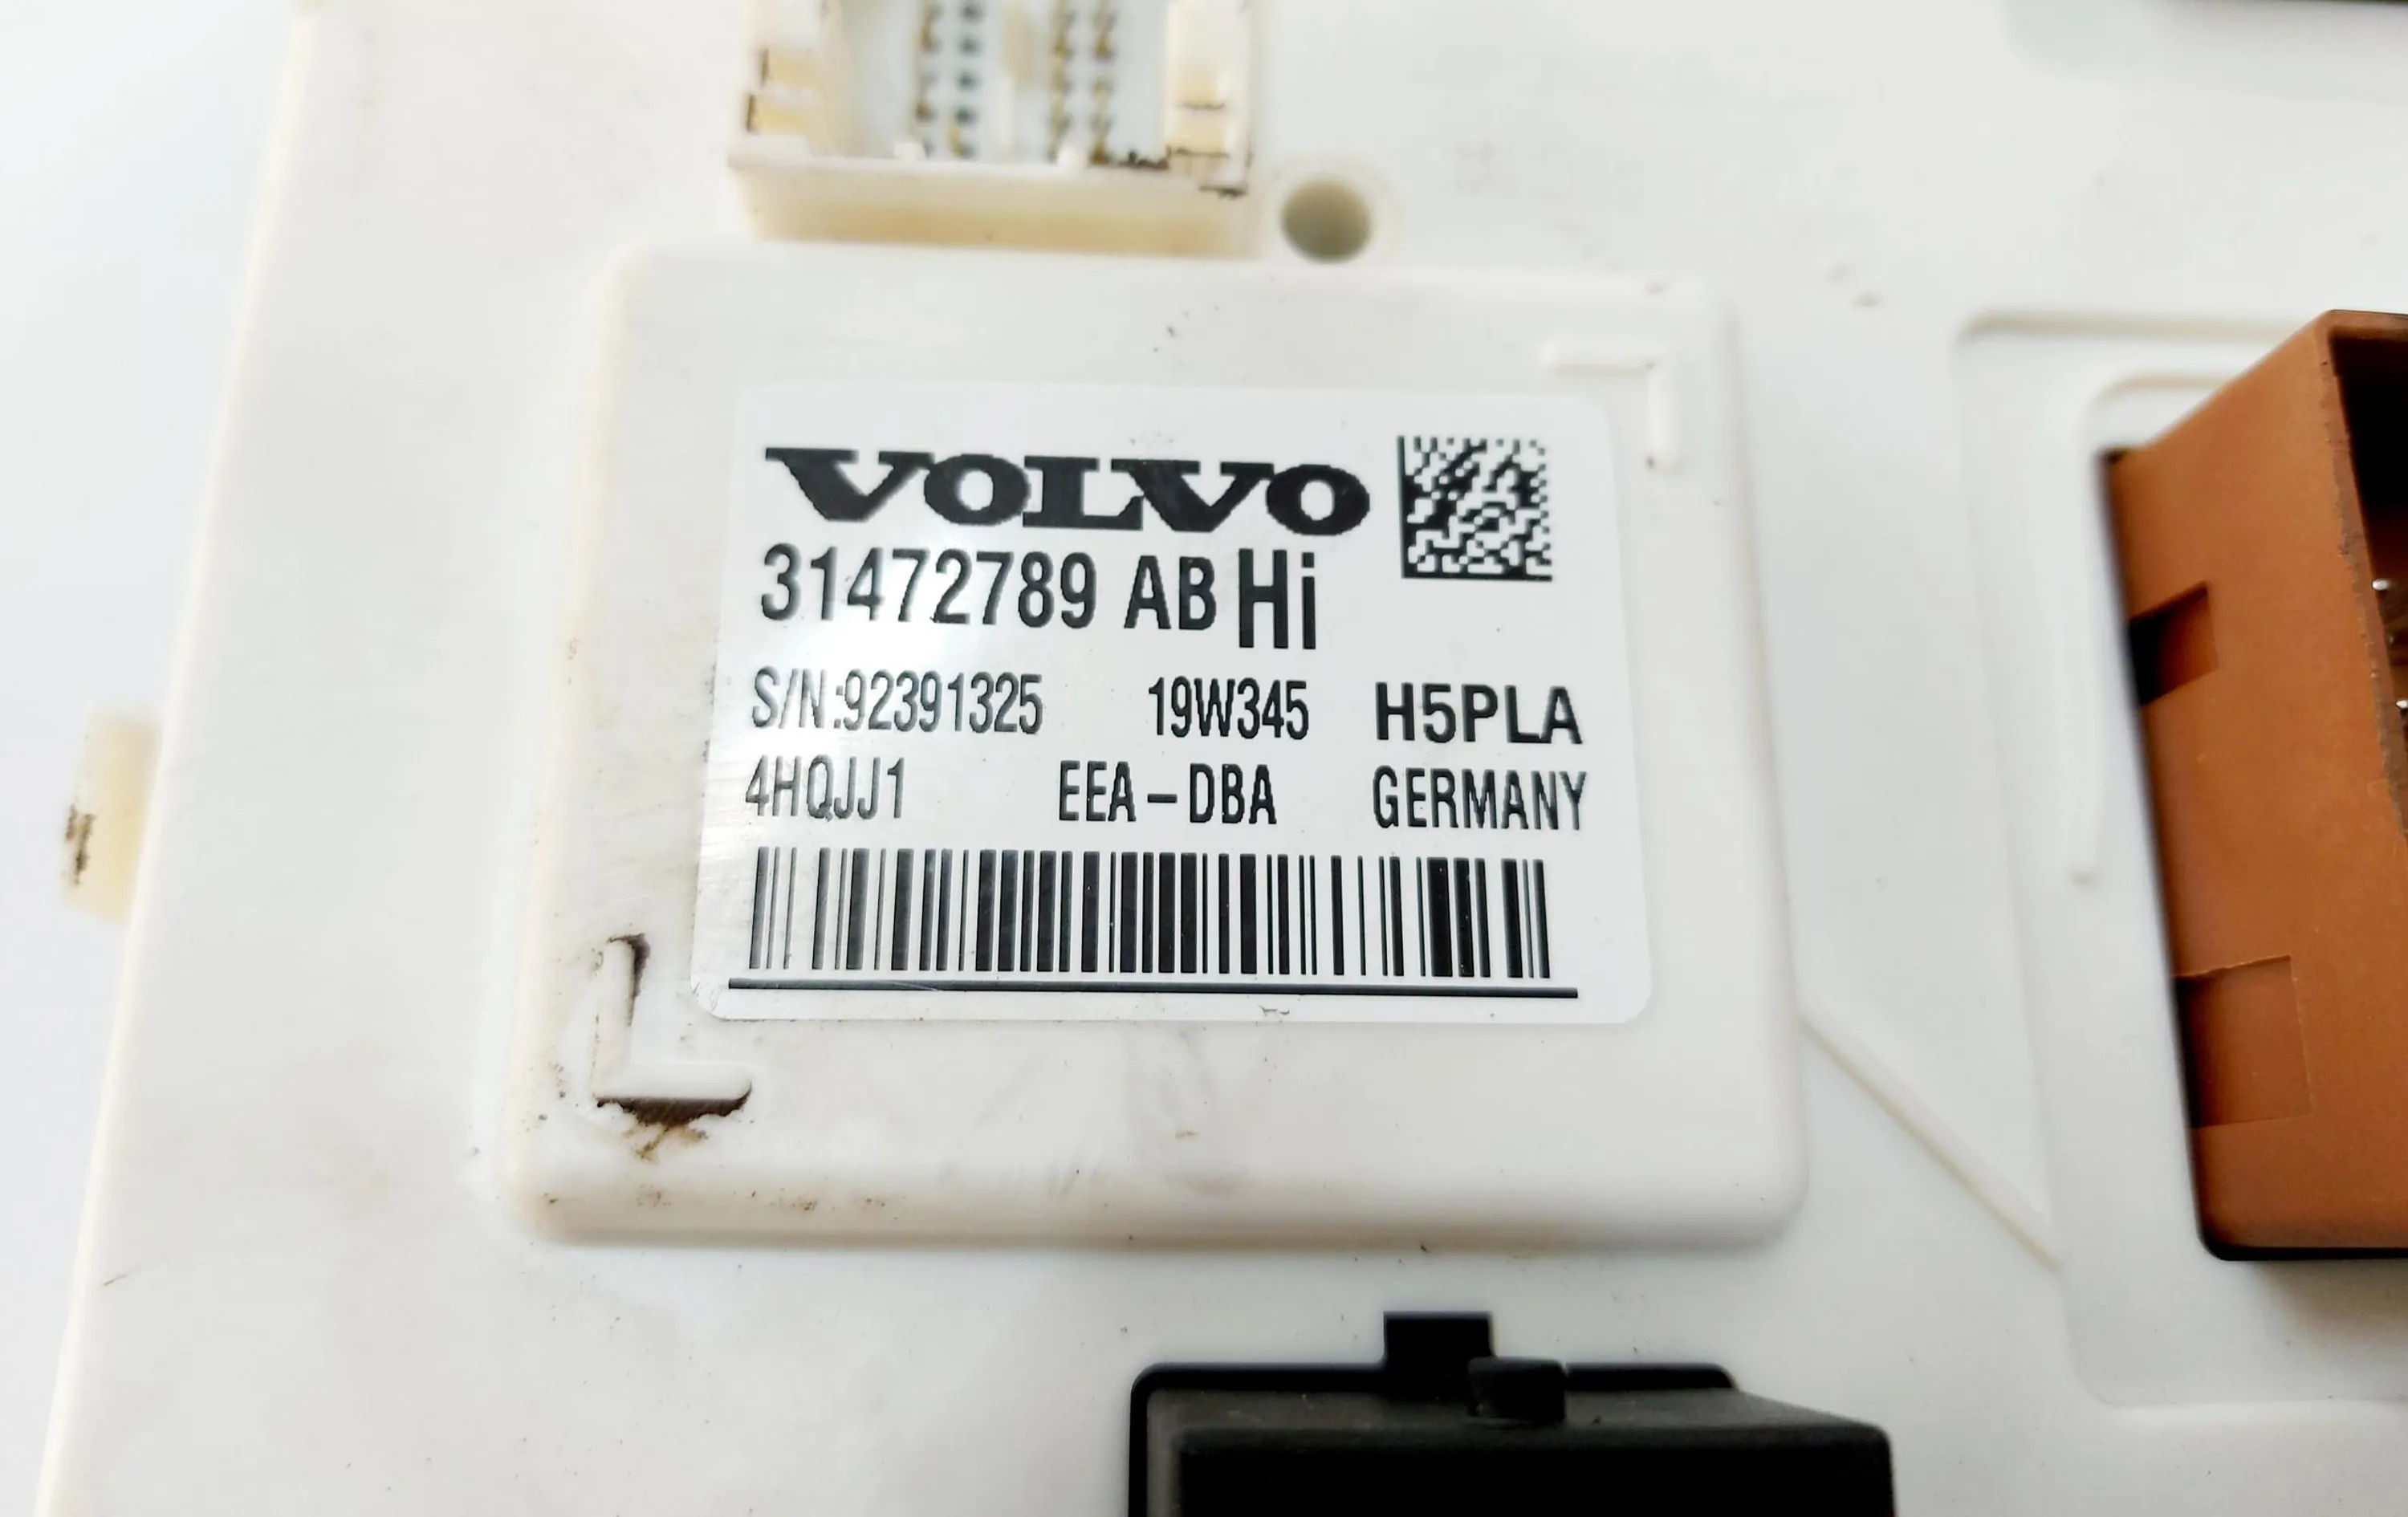 VOLVO
31472789 AB Hi
S/N:92391325 19W345 H5PLA
4HQJJ1 EEA-DBA GERMANY